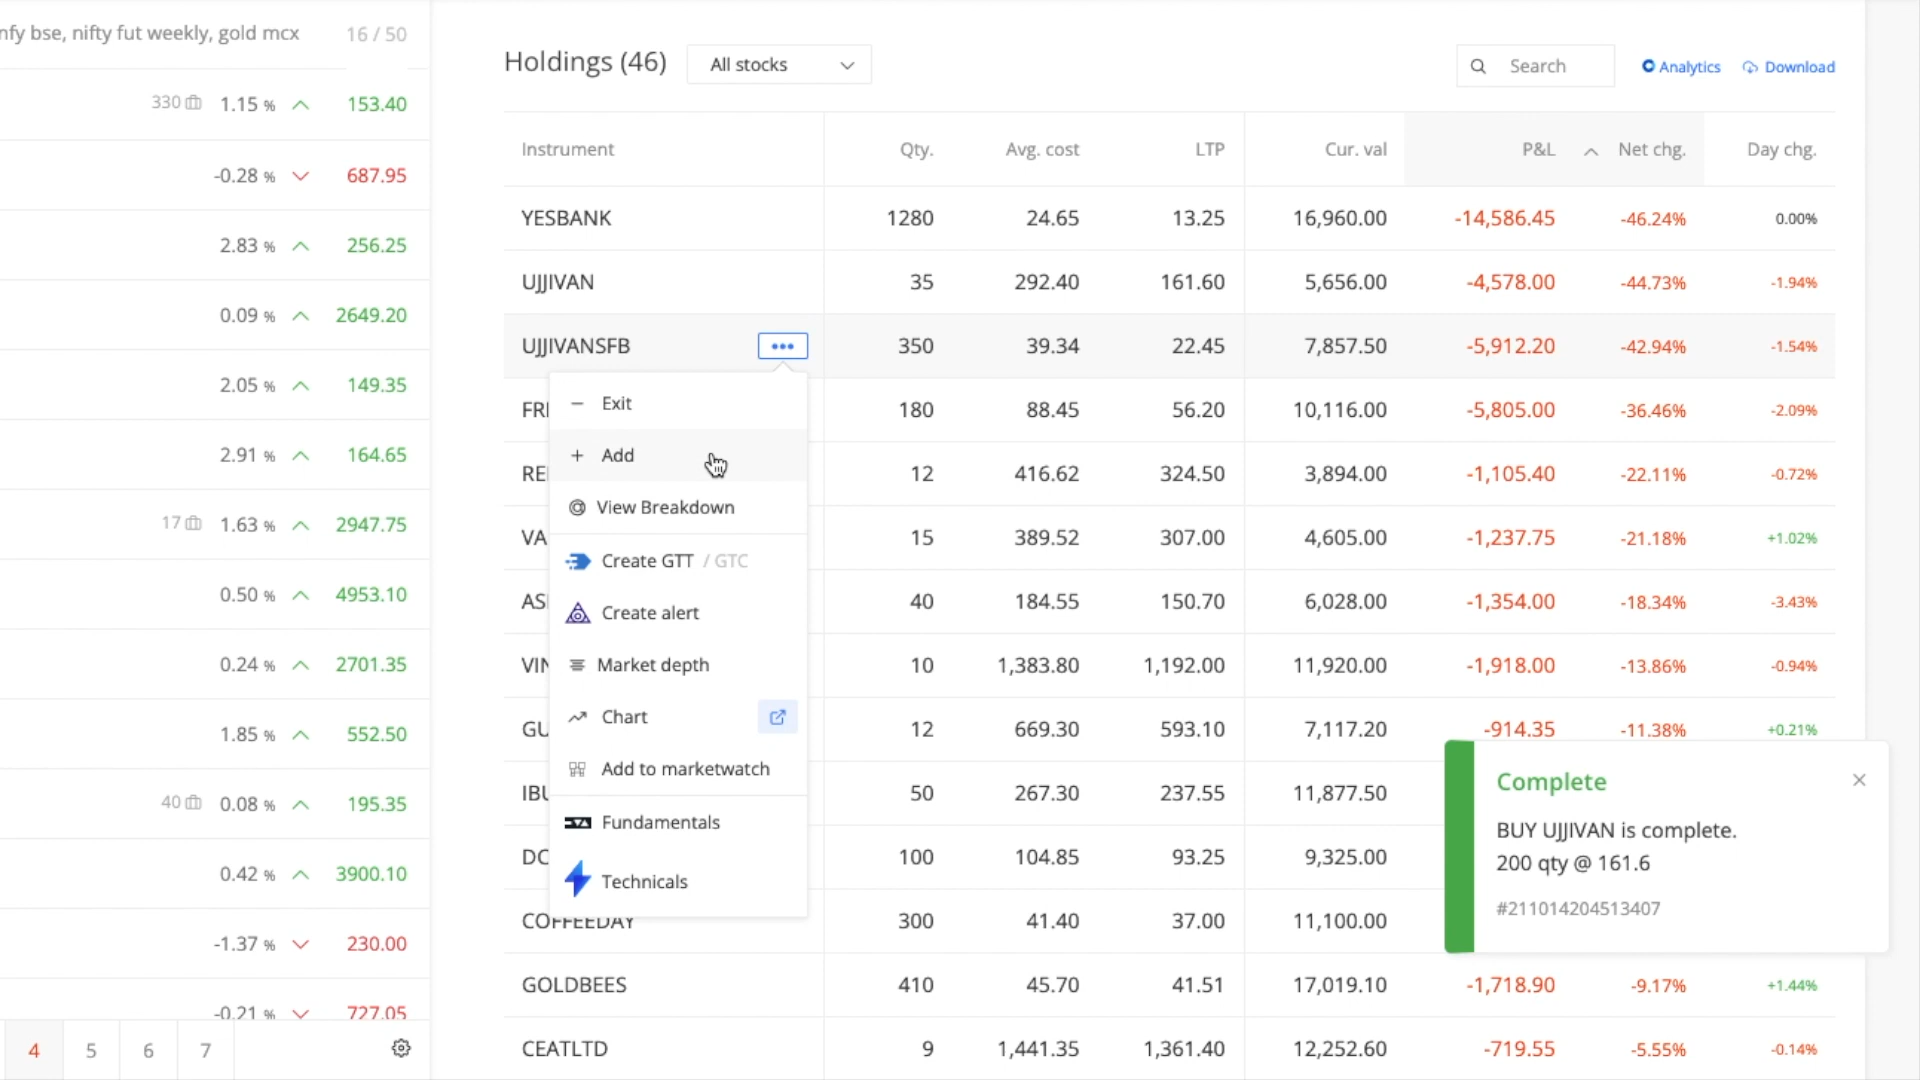 nfy bse, nifty fut weekly, gold mcx 16 / 50
330 1.15 % 153.40
-0.28 % 687.95
2.83 % 256.25
0.09 % 2649.20
2.05 % 149.35
2.91 % 164.65
17 1.63 % 2947.75
0.50 % 4953.10
0.24 % 2701.35
1.85 % 552.50
40 0.08 % 195.35
0.42 % 3900.10
-1.37 % 230.00
-0.21 % 727.05
4 5 6 7
Holdings (46) All stocks Search Analytics Download
Instrument Qty. Avg. cost LTP Cur. val P&L Net chg. Day chg.
YESBANK 1280 24.65 13.25 16,960.00 -14,586.45 -46.24% 0.00%
UJJIVAN 35 292.40 161.60 5,656.00 -4,578.00 -44.73% -1.94%
UJJIVANSFB ••• 350 39.34 22.45 7,857.50 -5,912.20 -42.94% -1.54%
180 88.45 56.20 10,116.00 -5,805.00 -36.46% -2.09%
12 416.62 324.50 3,894.00 -1,105.40 -22.11% -0.72%
VA 15 389.52 307.00 4,605.00 -1,237.75 -21.18% +1.02%
40 184.55 150.70 6,028.00 -1,354.00 -18.34% -3.43%
10 1,383.80 1,192.00 11,920.00 -1,918.00 -13.86% -0.94%
GU 12 669.30 593.10 7,117.20 -914.35 -11.38% +0.21%
50 267.30 237.55 11,877.50
100 104.85 93.25 9,325.00
COFFEEDAY 300 41.40 37.00 11,100.00
GOLDBEES 410 45.70 41.51 17,019.10 -1,718.90 -9.17% +1.44%
CEATLTD 9 1,441.35 1,361.40 12,252.60 -719.55 -5.55% -0.14%
Exit
Add
View Breakdown
Create GTT / GTC
Create alert
Market depth
Chart
Add to marketwatch
Fundamentals
Technicals
Complete
BUY UJJIVAN is complete.
200 qty @ 161.6
#211014204513407